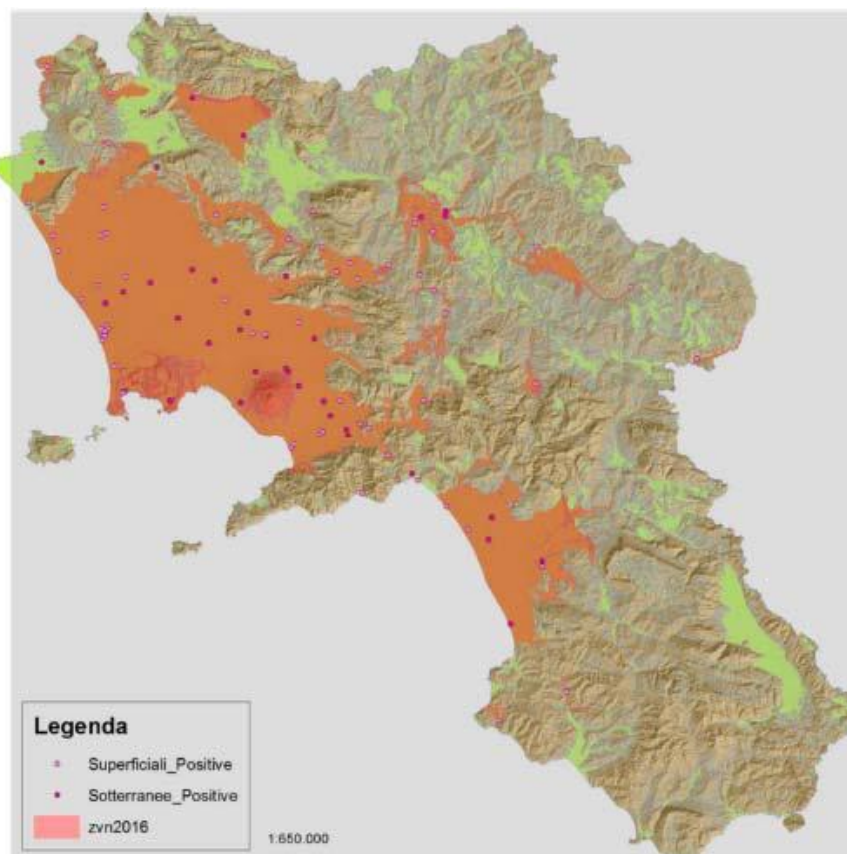 Legenda
Superficiali_Positive
Sotterranee_Positive
zvn2016
1:650.000